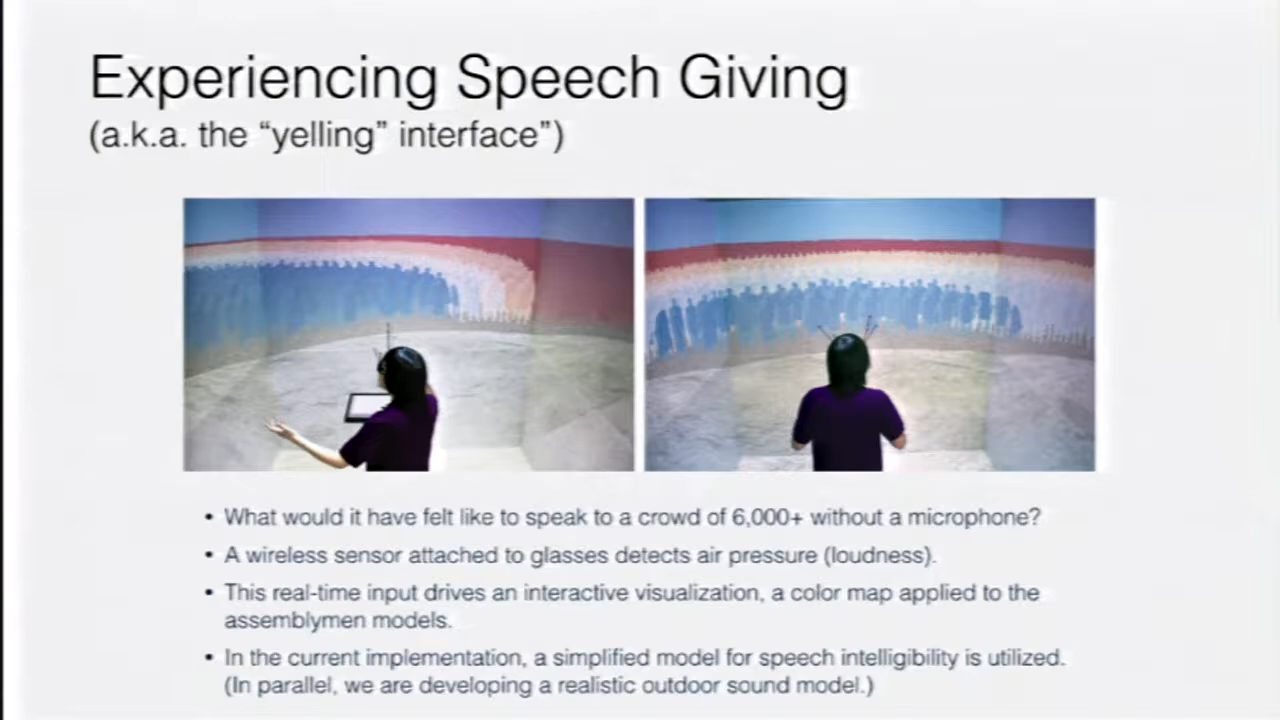 Experiencing Speech Giving
(a.k.a. the “yelling” interface”)
• What would it have felt like to speak to a crowd of 6,000+ without a microphone?
• A wireless sensor attached to glasses detects air pressure (loudness).
• This real-time input drives an interactive visualization, a color map applied to the
assemblymen models.
• In the current implementation, a simplified model for speech intelligibility is utilized.
(In parallel, we are developing a realistic outdoor sound model.)